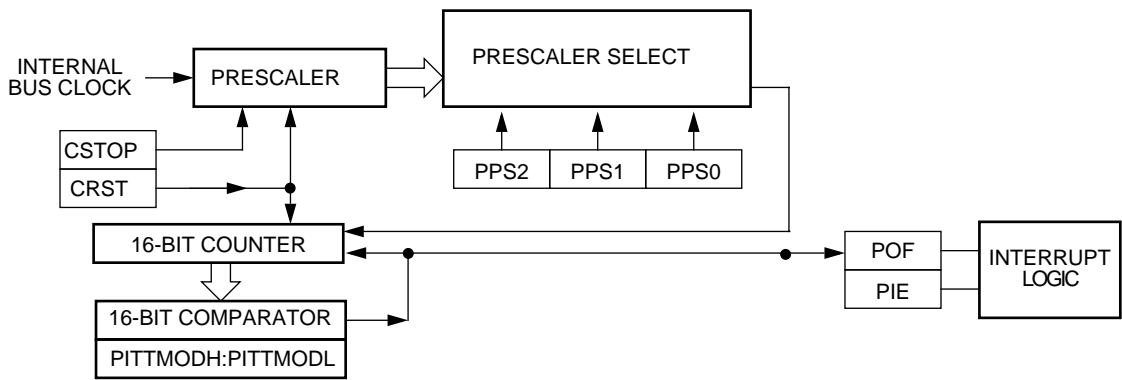 INTERNAL
BUS CLOCK
PRESCALER
PRESCALER SELECT
CSTOP
CRST
PPS2
PPS1
PPS0
16-BIT COUNTER
16-BIT COMPARATOR
PITTMODH:PITTMODL
POF
PIE
INTERRUPT
LOGIC